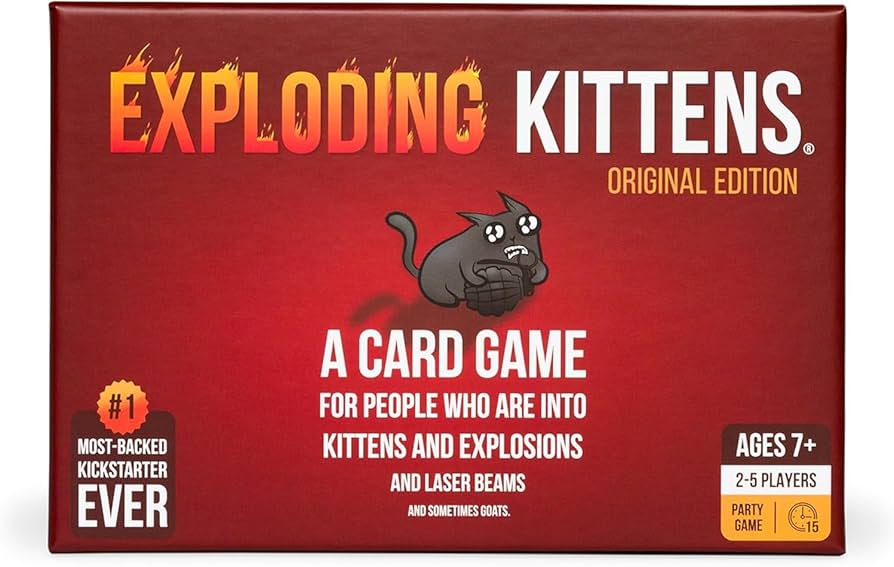 EXPLODING KITTENS®
ORIGINAL EDITION
A CARD GAME
FOR PEOPLE WHO ARE INTO
KITTENS AND EXPLOSIONS
AND LASER BEAMS
AND SOMETIMES GOATS.
#1
MOST-BACKED
KICKSTARTER
EVER
AGES 7+
2-5 PLAYERS
PARTY
GAME
15